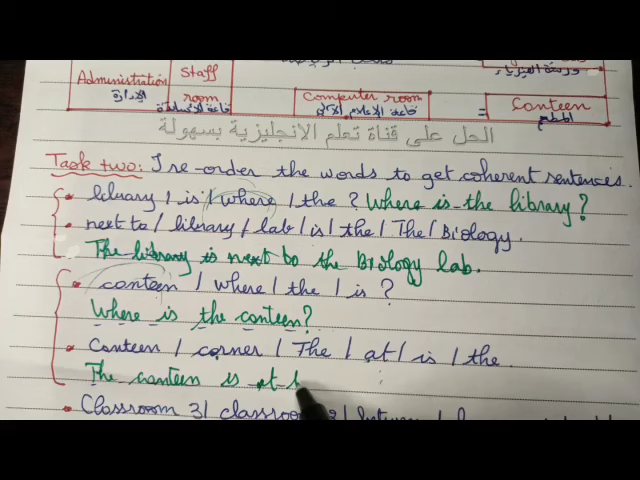 Administration
الإدارة
Staff
room
قاعة الأساتذة
Computer room
قاعة الإعلام الآلي
=
Canteen
المطعم
الحل على قناة تعلم الانجليزية بسهولة
Task two: I re-order the words to get coherent sentences.
• library / is / where / the ? Where is the library?
• next to / library / lab / is / the / The / Biology.
The library is next to the Biology lab.
• canteen / where / the / is ?
Where is the canteen?
• Canteen / corner / The / at / is / the.
The canteen is at
• Classroom 3 / classroom